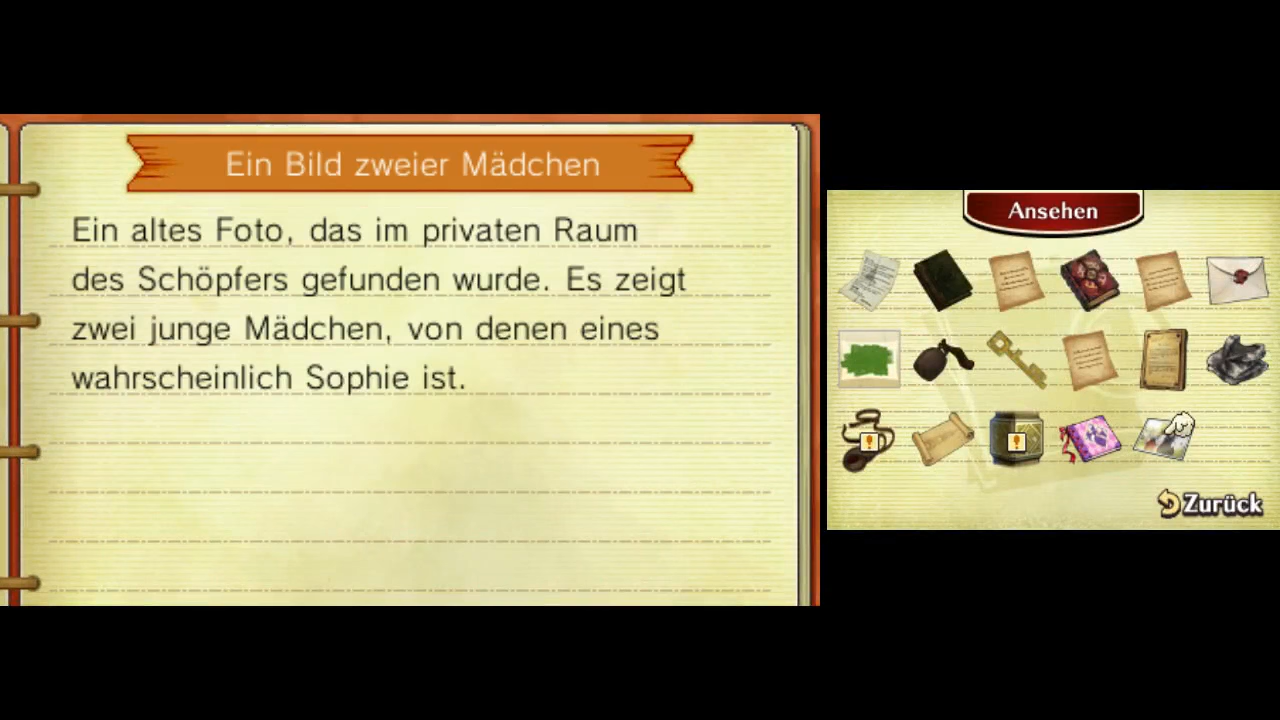 Ein Bild zweier Mädchen
Ein altes Foto, das im privaten Raum
des Schöpfers gefunden wurde. Es zeigt
zwei junge Mädchen, von denen eines
wahrscheinlich Sophie ist.
Ansehen
Zurück